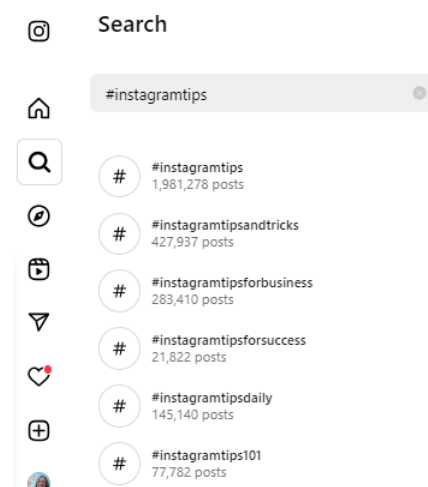 Search
#instagramtips
#instagramtips
1,981,278 posts
#instagramtipsandtricks
427,937 posts
#instagramtipsforbusiness
283,410 posts
#instagramtipsforsuccess
21,822 posts
#instagramtipsdaily
145,140 posts
#instagramtips101
77,782 posts